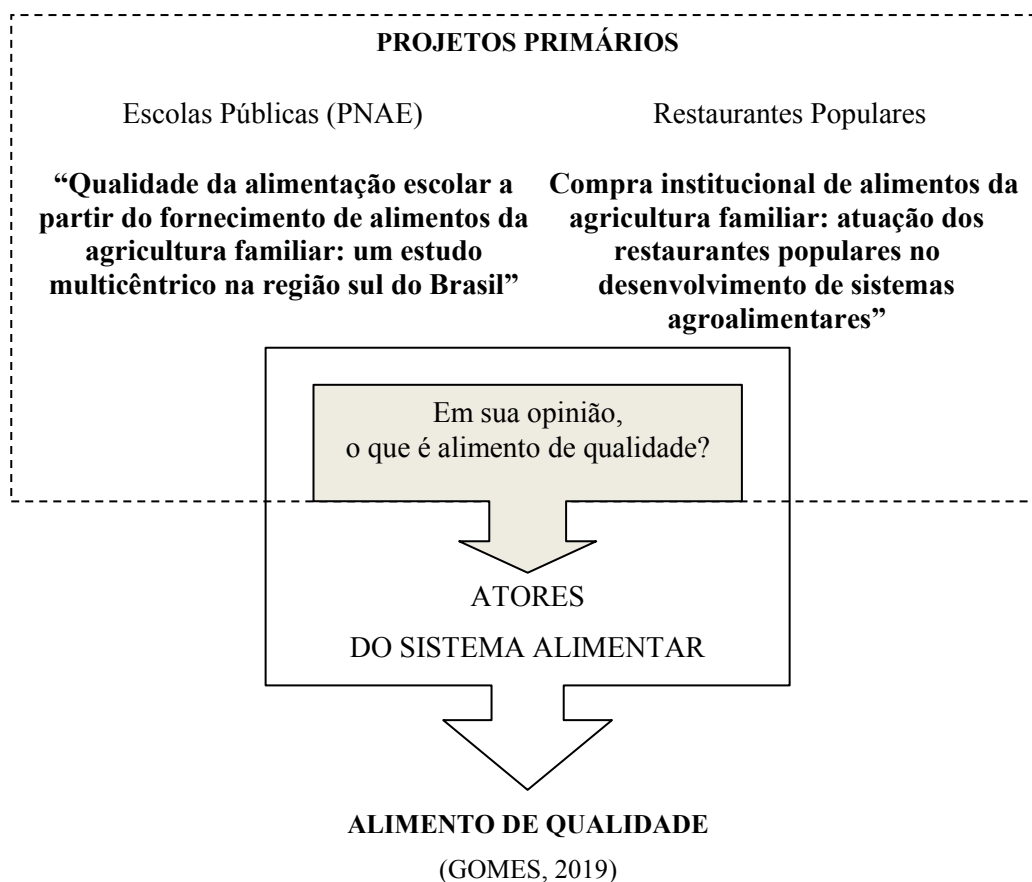 PROJETOS PRIMÁRIOS
Escolas Públicas (PNAE)
“Qualidade da alimentação escolar a
partir do fornecimento de alimentos da
agricultura familiar: um estudo
multicêntrico na região sul do Brasil”
Restaurantes Populares
Compra institucional de alimentos da
agricultura familiar: atuação dos
restaurantes populares no
desenvolvimento de sistemas
agroalimentares”
Em sua opinião,
o que é alimento de qualidade?
ATORES
DO SISTEMA ALIMENTAR
ALIMENTO DE QUALIDADE
(GOMES, 2019)